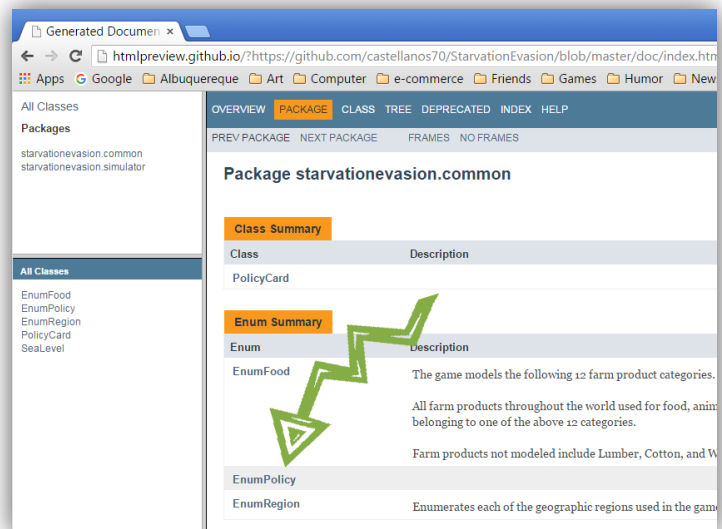 Generated Documen
htmlpreview.github.io/?https://github.com/castellanos70/StarvationEvasion/blob/master/doc/index.htm
Apps Google Albuquereque Art Computer e-commerce Friends Games Humor New
All Classes
Packages
starvationevasion.common
starvationevasion.simulator
All Classes
EnumFood
EnumPolicy
EnumRegion
PolicyCard
SeaLevel
OVERVIEW PACKAGE CLASS TREE DEPRECATED INDEX HELP
PREV PACKAGE NEXT PACKAGE FRAMES NO FRAMES
Package starvationevasion.common
Class Summary
Class Description
PolicyCard
Enum Summary
Enum Description
EnumFood The game models the following 12 farm product categories.
All farm products throughout the world used for food, anim
belonging to one of the above 12 categories.
Farm products not modeled include Lumber, Cotton, and W
EnumPolicy
EnumRegion Enumerates each of the geographic regions used in the game